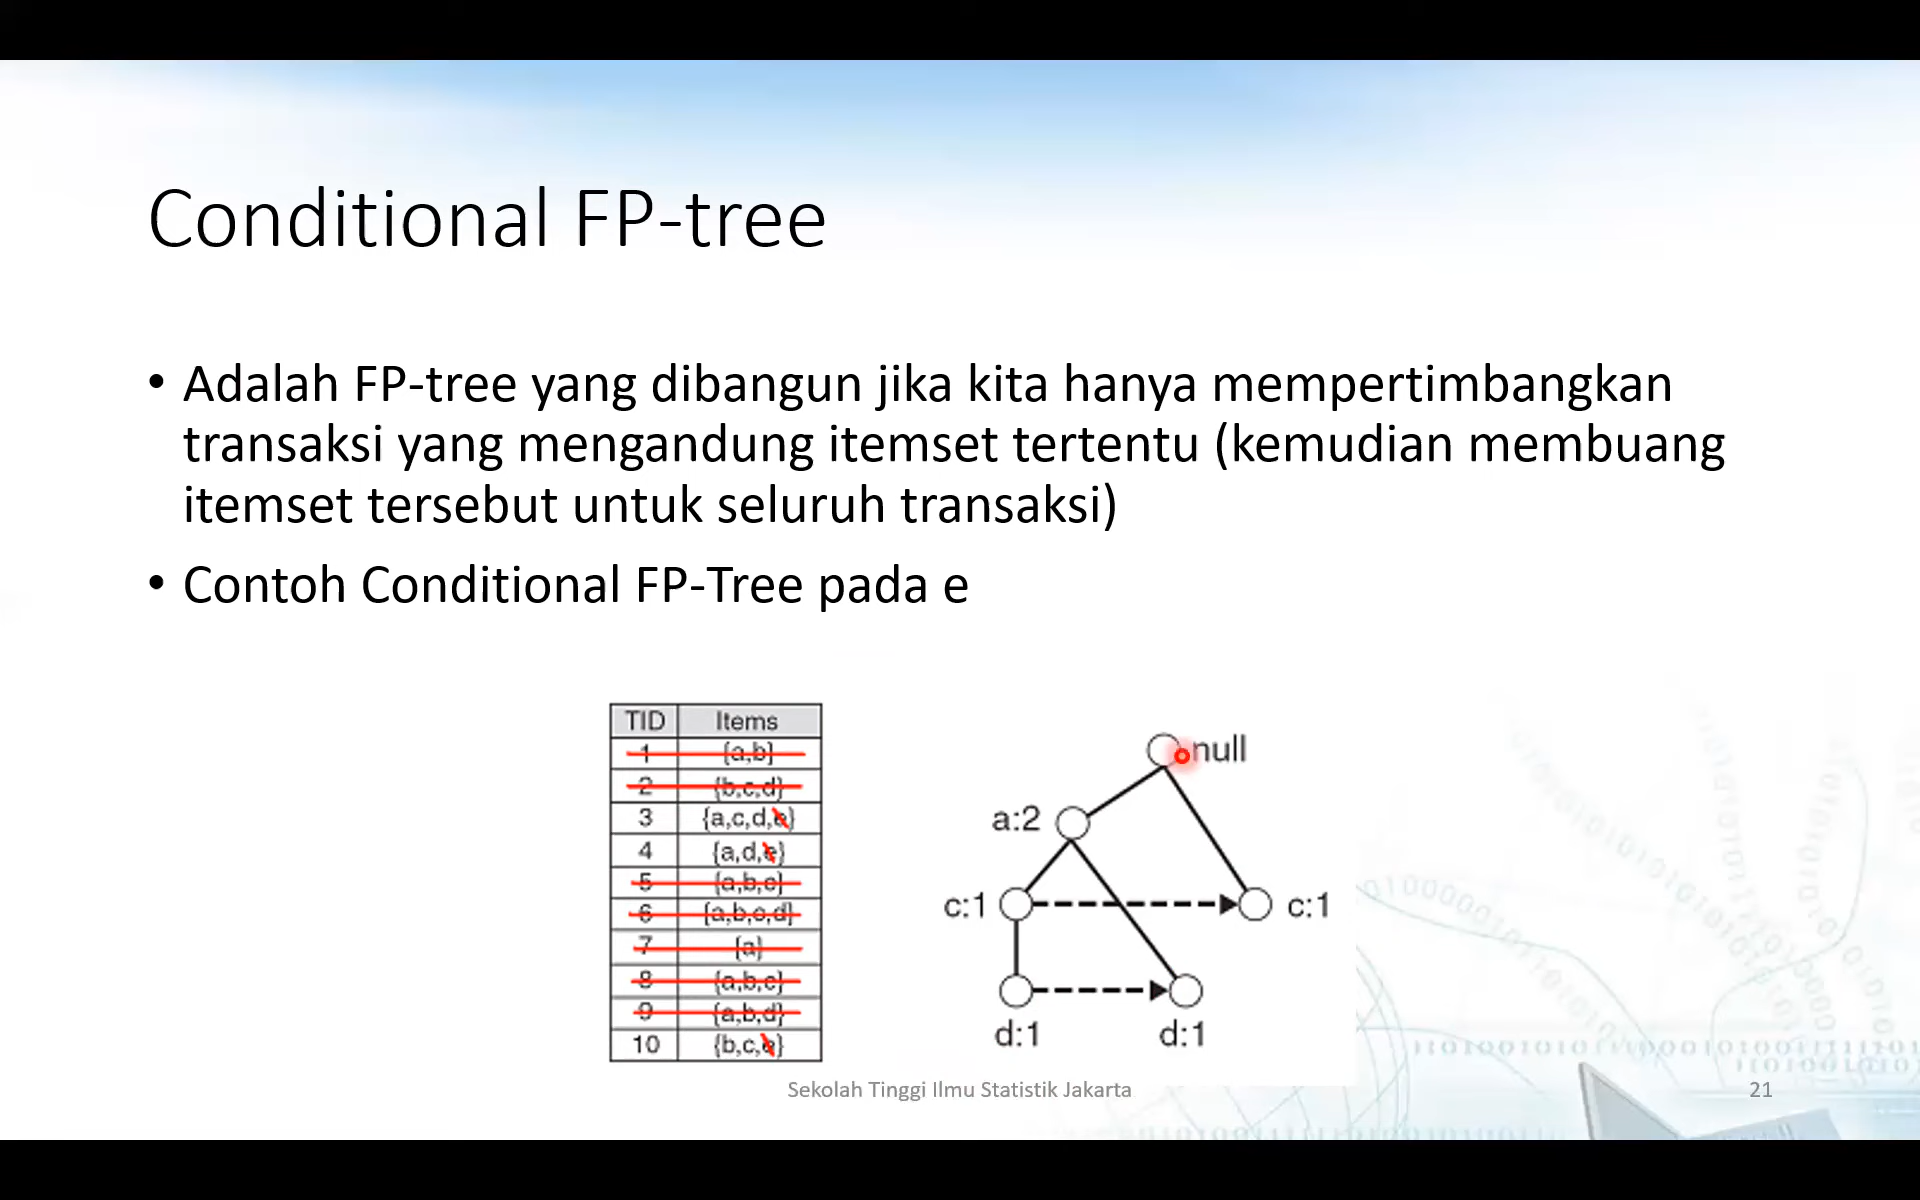 Conditional FP-tree
• Adalah FP-tree yang dibangun jika kita hanya mempertimbangkan
transaksi yang mengandung itemset tertentu (kemudian membuang
itemset tersebut untuk seluruh transaksi)
• Contoh Conditional FP-Tree pada e
TID Items
1 {a,b}
2 {b,c,d}
3 {a,c,d,e}
4 {a,d,e}
5 {a,b,c}
6 {a,b,c,d}
7 {a}
8 {a,b,c}
9 {a,b,d}
10 {b,c,e}
null
a:2
c:1
c:1
d:1
d:1
Sekolah Tinggi Ilmu Statistik Jakarta
21